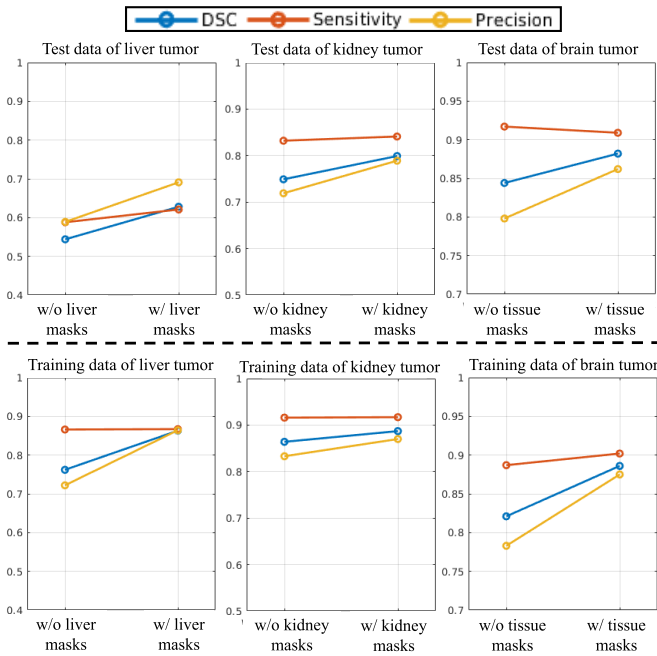 DSC Sensitivity Precision
Test data of liver tumor Test data of kidney tumor Test data of brain tumor
1 1 1
0.9 0.9 0.95
0.8 0.8 0.9
0.7 0.7 0.85
0.6 0.6 0.8
0.5 0.5 0.75
0.4 0.7
w/o liver masks w/ liver masks
w/o kidney masks w/ kidney masks
w/o tissue masks w/ tissue masks
Training data of liver tumor Training data of kidney tumor Training data of brain tumor
1 1 1
0.9 0.9 0.95
0.8 0.8 0.9
0.7 0.7 0.85
0.6 0.6 0.8
0.5 0.5 0.75
0.4 0.7
w/o liver masks w/ liver masks
w/o kidney masks w/ kidney masks
w/o tissue masks w/ tissue masks